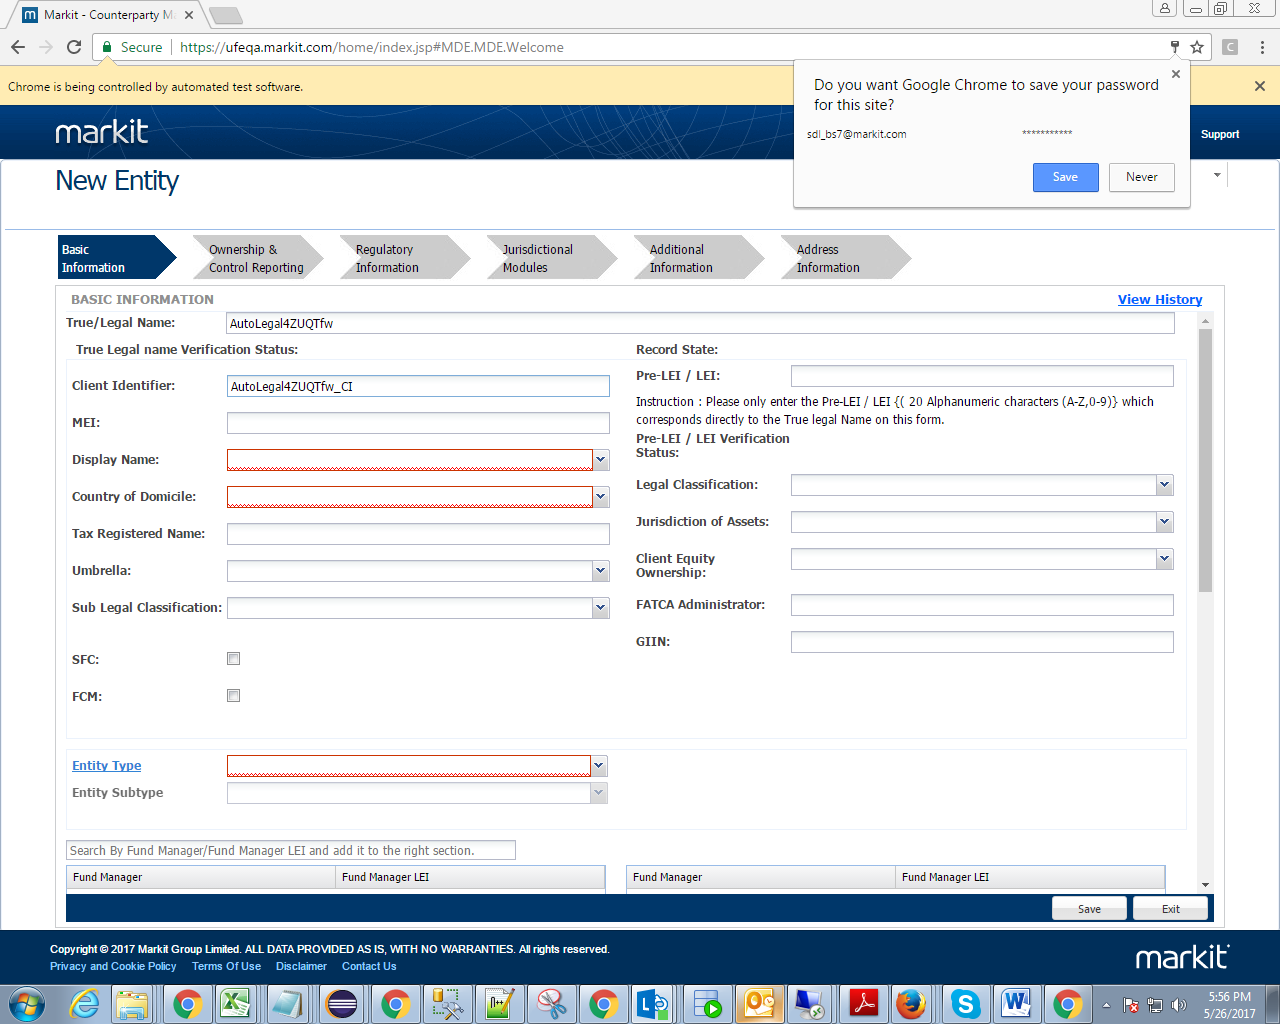 Markit - Counterparty M
Secure
https://ufeqa.markit.com/home/index.jsp#MDE.MDE.Welcome
C
Chrome is being controlled by automated test software.
Do you want Google Chrome to save your password
for this site?
sdl_bs7@markit.com ***********
Save Never
markit
Support
New Entity
Basic
Information
Ownership &
Control Reporting
Regulatory
Information
Jurisdictional
Modules
Additional
Information
Address
Information
BASIC INFORMATION
View History
True/Legal Name: AutoLegal4ZUQTfw
True Legal name Verification Status:
Record State:
Client Identifier: AutoLegal4ZUQTfw_CI
MEI:
Display Name:
Country of Domicile:
Tax Registered Name:
Umbrella:
Sub Legal Classification:
SFC:
FCM:
Pre-LEI / LEI:
Instruction : Please only enter the Pre-LEI / LEI {( 20 Alphanumeric characters (A-Z,0-9)} which
corresponds directly to the True legal Name on this form.
Pre-LEI / LEI Verification
Status:
Legal Classification:
Jurisdiction of Assets:
Client Equity
Ownership:
FATCA Administrator:
GIIN:
Entity Type
Entity Subtype
Search By Fund Manager/Fund Manager LEI and add it to the right section.
Fund Manager Fund Manager LEI
Fund Manager Fund Manager LEI
Save Exit
Copyright © 2017 Markit Group Limited. ALL DATA PROVIDED AS IS, WITH NO WARRANTIES. All rights reserved.
Privacy and Cookie Policy Terms Of Use Disclaimer Contact Us
markit
5:56 PM
5/26/2017